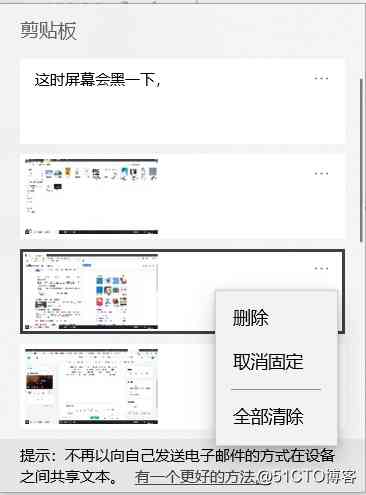 剪贴板
这时屏幕会黑一下，
删除
取消固定
全部清除
提示：不再以向自己发送电子邮件的方式在设备
之间共享文本。 有一个更好的方法
@51CTO博客